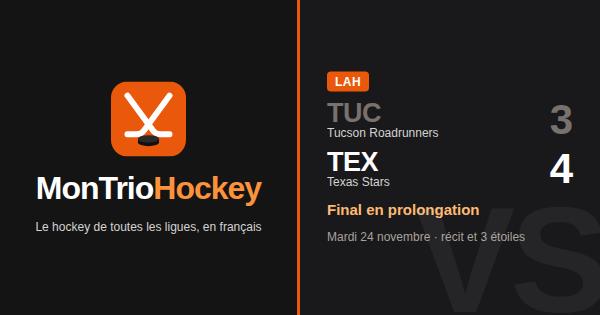 MonTrioHockey
Le hockey de toutes les ligues, en français
LAH
TUC 3
Tucson Roadrunners
TEX 4
Texas Stars
Final en prolongation
Mardi 24 novembre · récit et 3 étoiles
VS